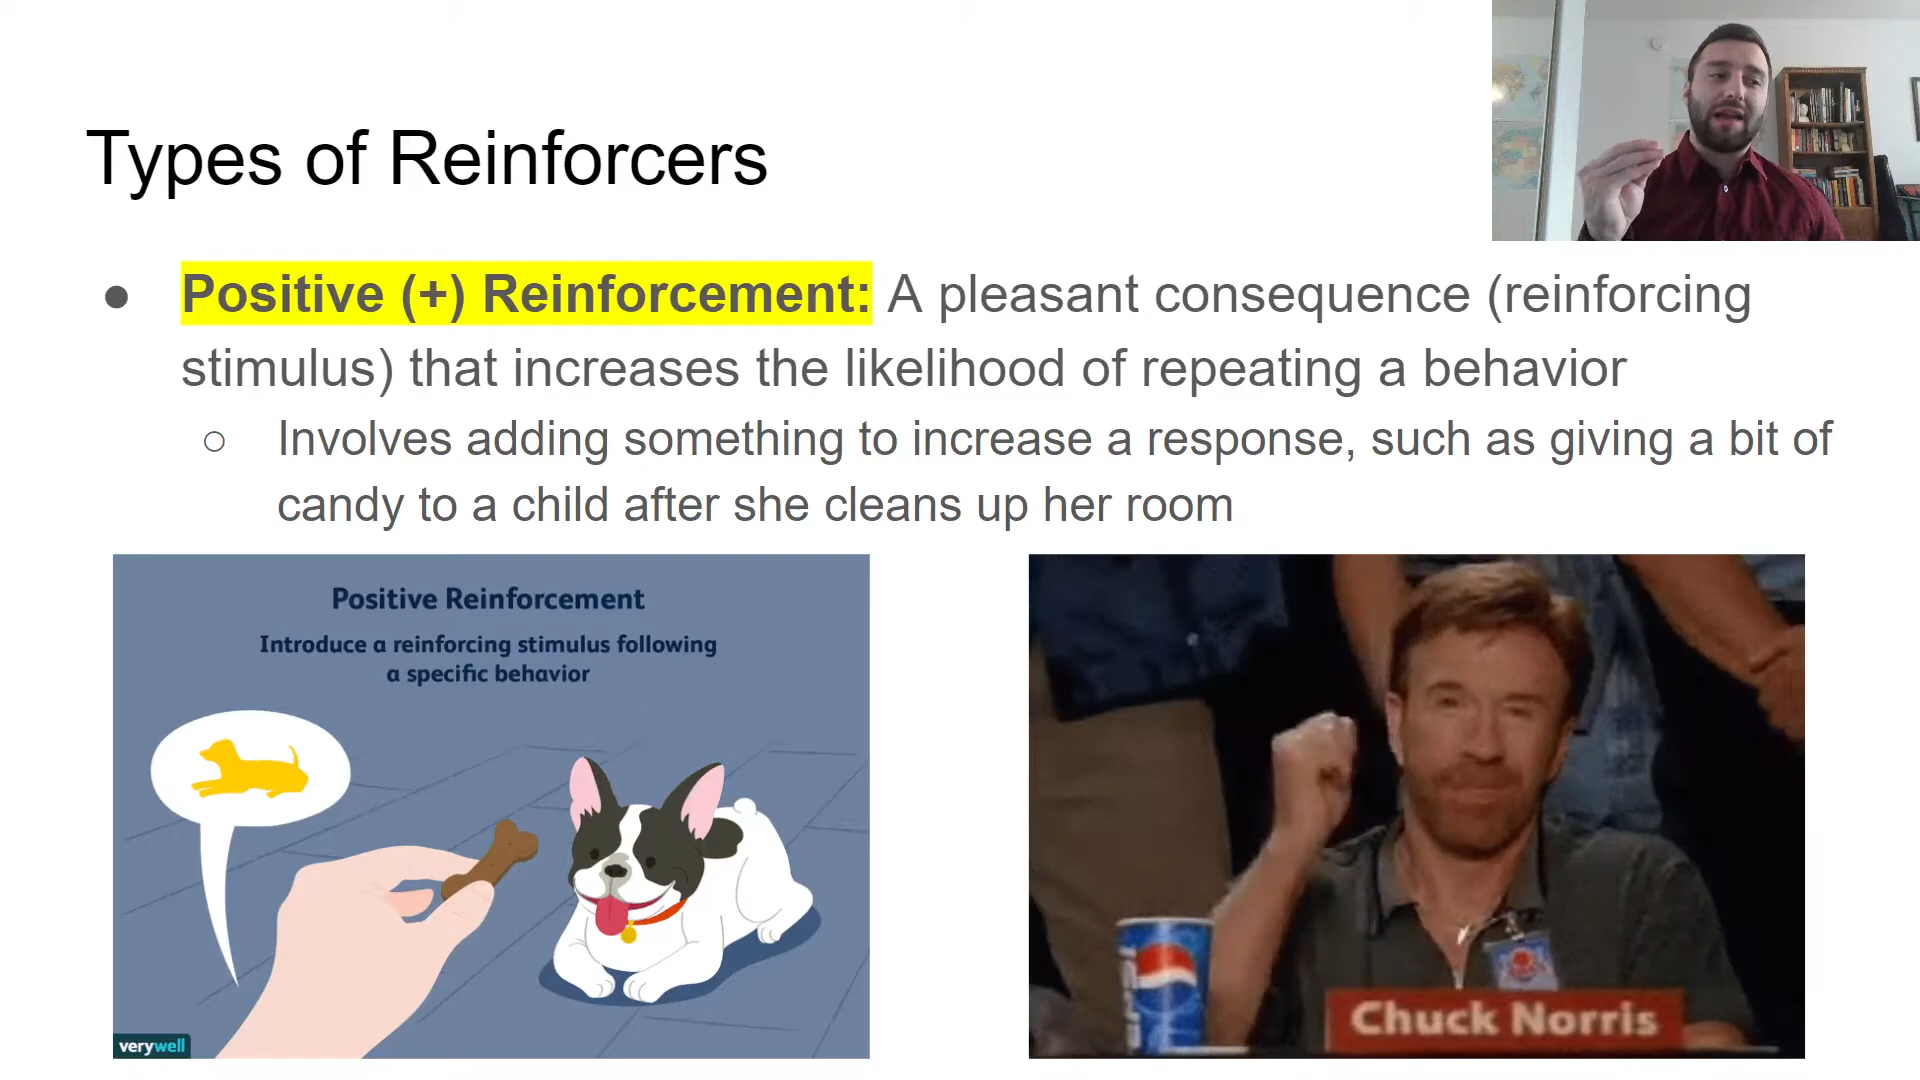 Types of Reinforcers
● Positive (+) Reinforcement: A pleasant consequence (reinforcing
stimulus) that increases the likelihood of repeating a behavior
○ Involves adding something to increase a response, such as giving a bit of
candy to a child after she cleans up her room
Positive Reinforcement
Introduce a reinforcing stimulus following
a specific behavior
verywell
PEPSI
Chuck Norris